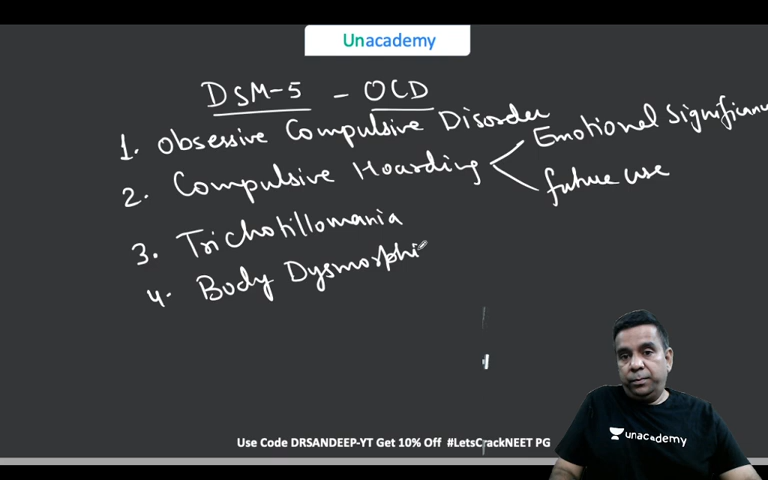 Unacademy
DSM-5 - OCD
1. Obsessive Compulsive Disorder
2. Compulsive Hoarding < Emotional Significan
future use
3. Trichotillomania
4. Body Dysmorphi
unacademy
Use Code DRSANDEEP-YT Get 10% Off #LetsCrackNEET PG